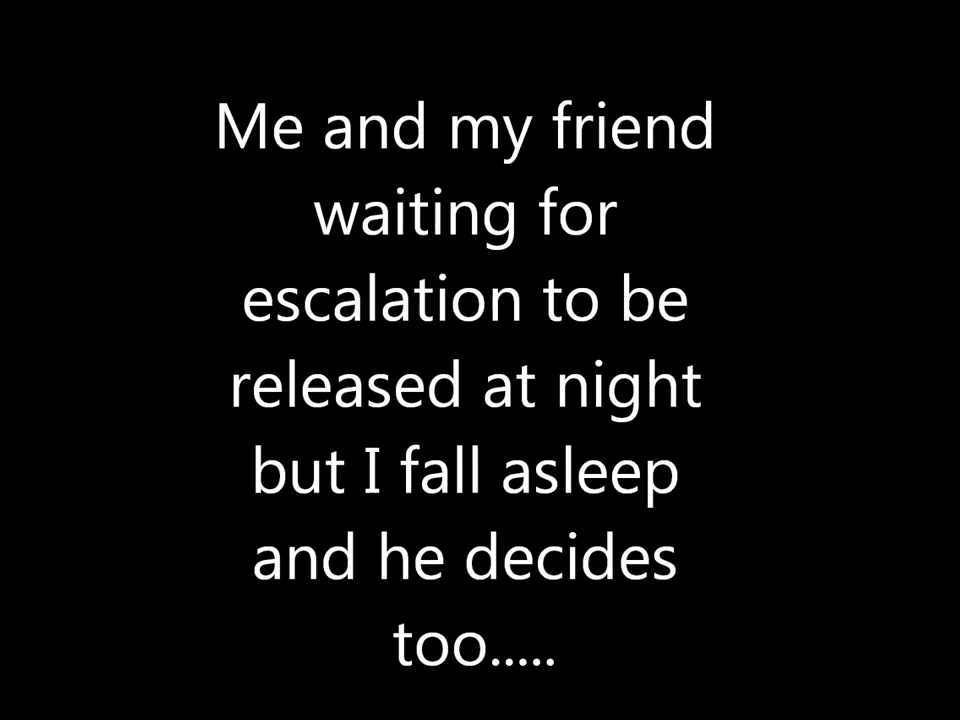 Me and my friend
waiting for
escalation to be
released at night
but I fall asleep
and he decides
too.....